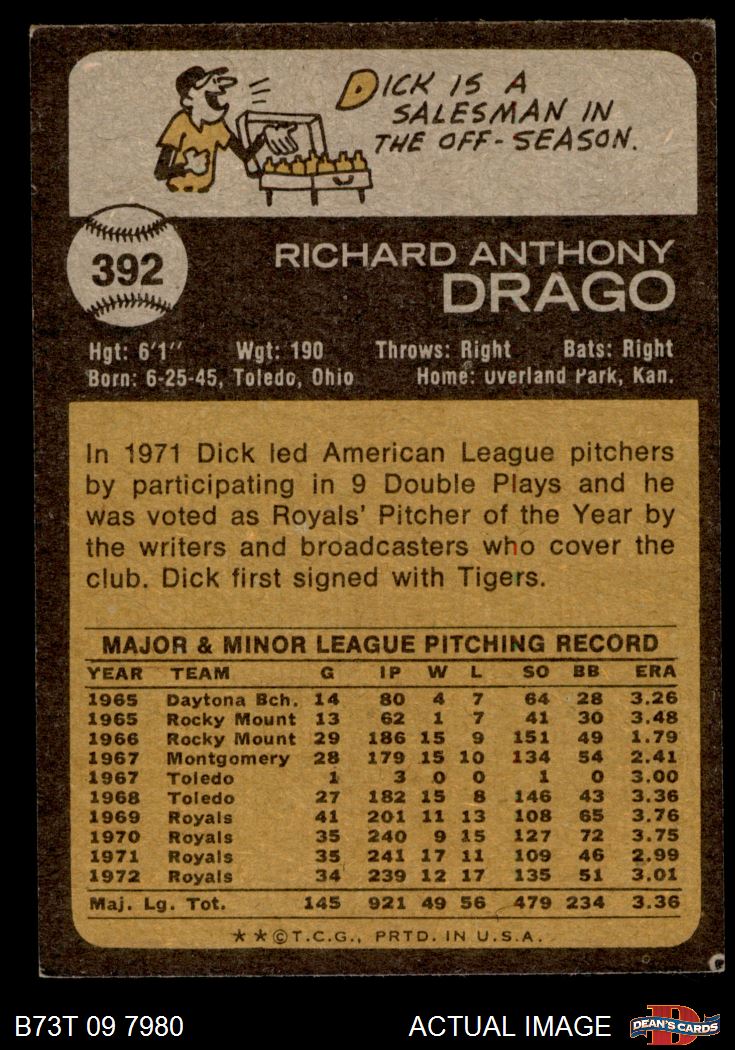 DICK IS A
SALESMAN IN
THE OFF-SEASON.
392
RICHARD ANTHONY
DRAGO
Hgt: 6'1" Wgt: 190 Throws: Right Bats: Right
Born: 6-25-45, Toledo, Ohio Home: Overland Park, Kan.
In 1971 Dick led American League pitchers
by participating in 9 Double Plays and he
was voted as Royals' Pitcher of the Year by
the writers and broadcasters who cover the
club. Dick first signed with Tigers.
MAJOR & MINOR LEAGUE PITCHING RECORD
YEAR TEAM G IP W L SO BB ERA
1965 Daytona Bch. 14 80 4 7 64 28 3.26
1965 Rocky Mount 13 62 1 7 41 30 3.48
1966 Rocky Mount 29 186 15 9 151 49 1.79
1967 Montgomery 28 179 15 10 134 54 2.41
1967 Toledo 1 3 0 0 1 0 3.00
1968 Toledo 27 182 15 8 146 43 3.36
1969 Royals 41 201 11 13 108 65 3.76
1970 Royals 35 240 9 15 127 72 3.75
1971 Royals 35 241 17 11 109 46 2.99
1972 Royals 34 239 12 17 135 51 3.01
Maj. Lg. Tot. 145 921 49 56 479 234 3.36
**©T.C.G., PRTD. IN U.S.A.
B73T 09 7980 ACTUAL IMAGE D DEAN'S CARDS